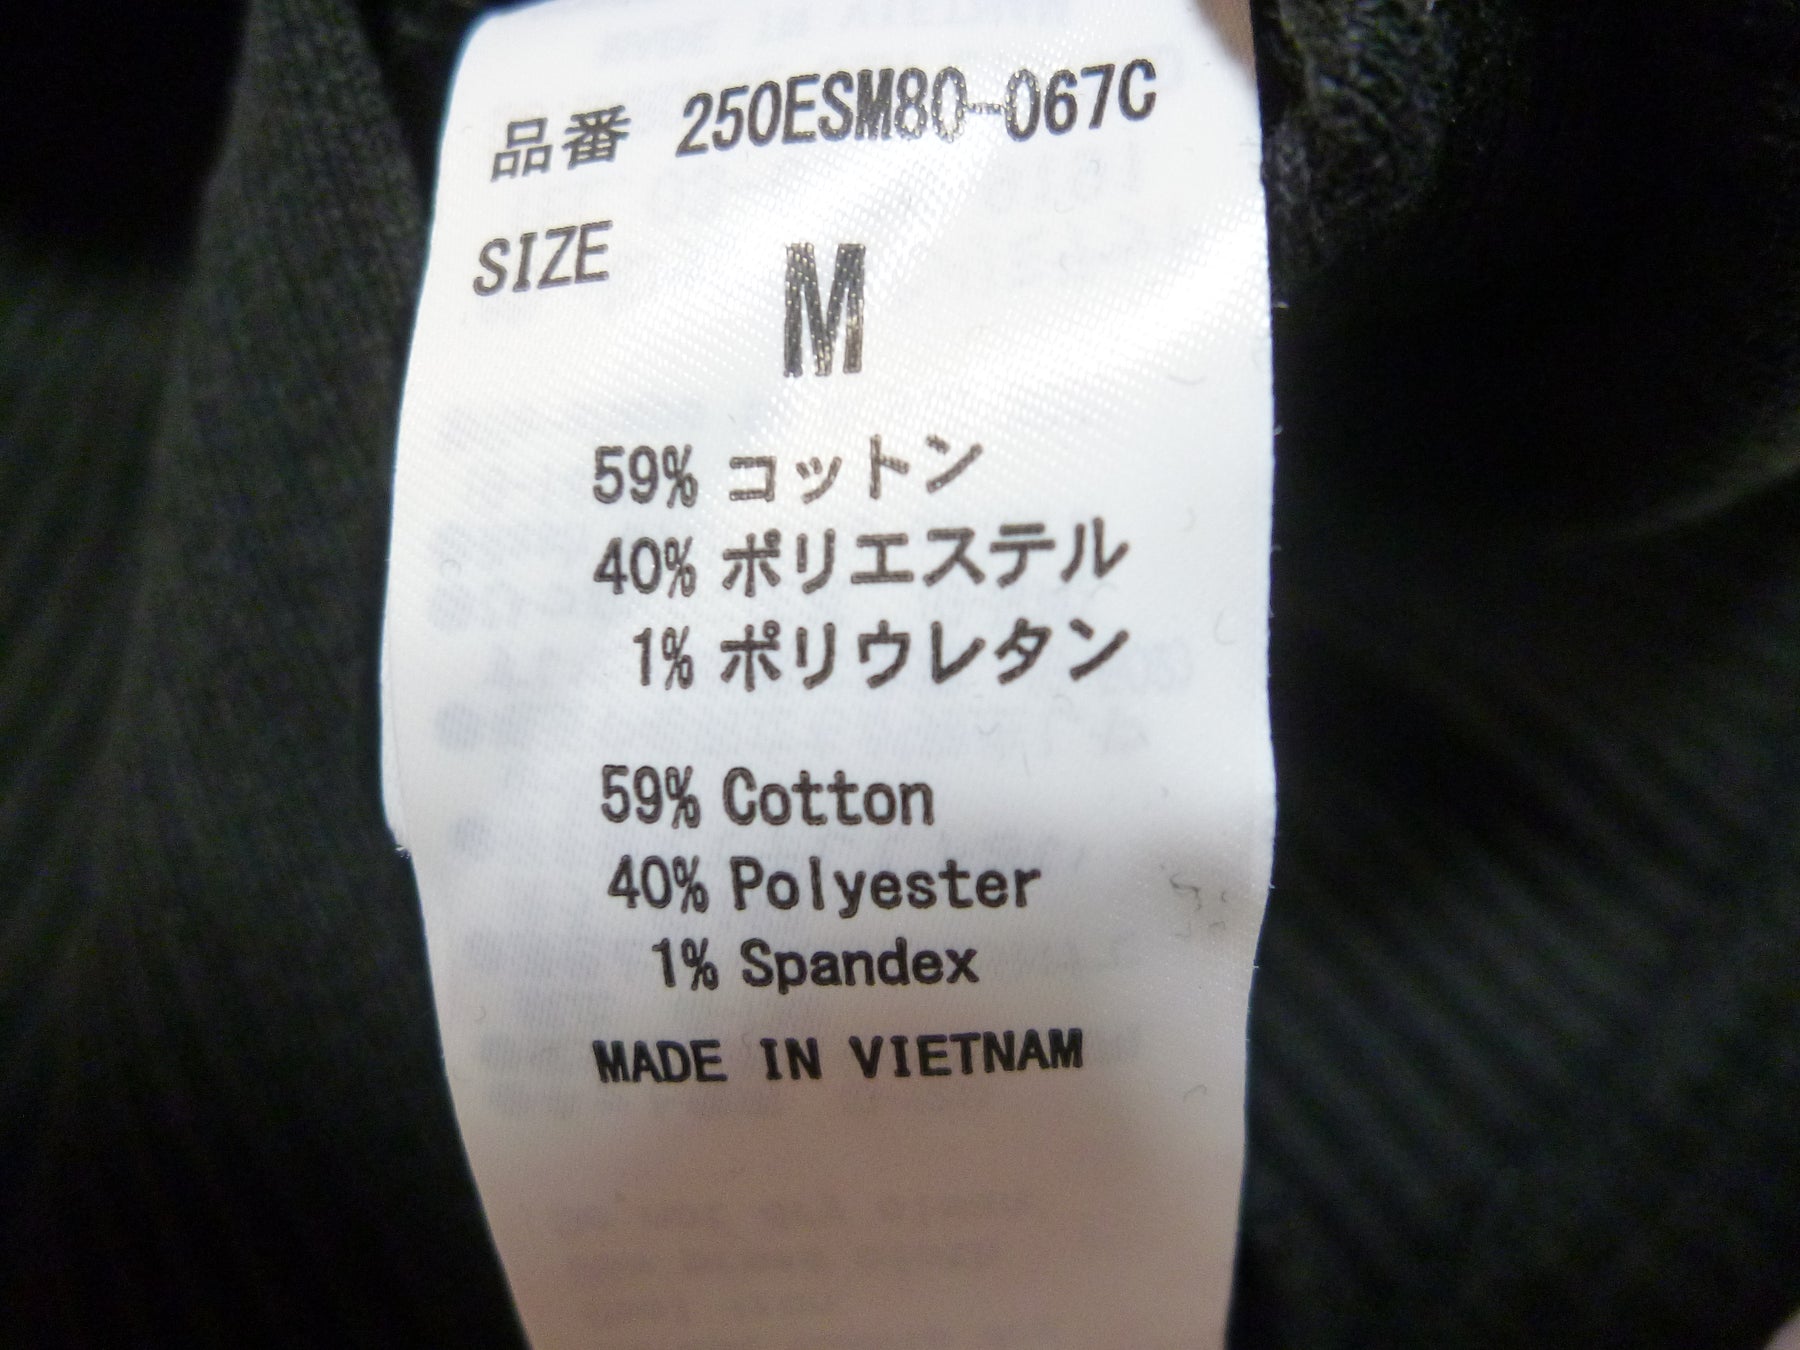 品番 250ESM80-067C
SIZE M
59% コットン
40% ポリエステル
1% ポリウレタン
59% Cotton
40% Polyester
1% Spandex
MADE IN VIETNAM